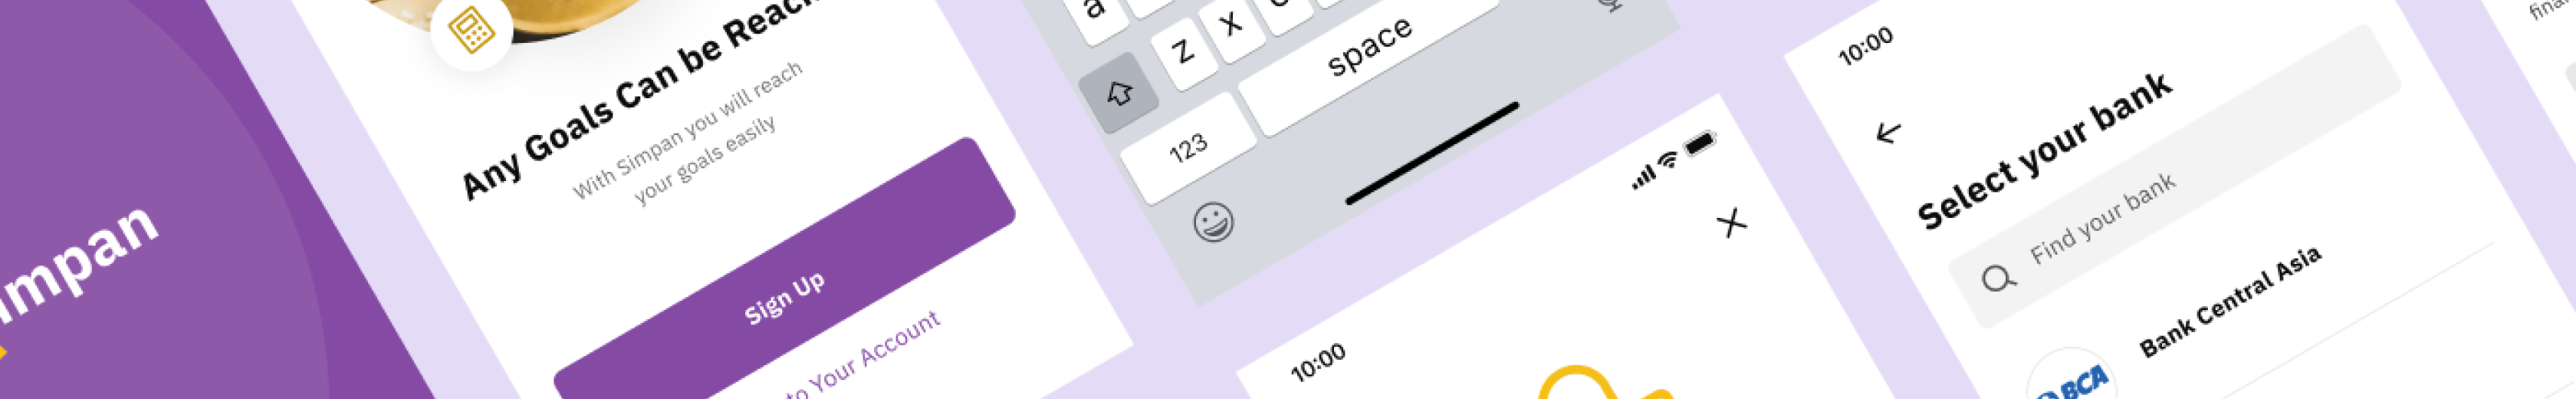 impan
Any Goals Can be Reach
With Simpan you will reach
your goals easily
Sign Up
to Your Account
a
Z X
123
space
10:00
10:00
Select your bank
Find your bank
Bank Central Asia
BCA
fina